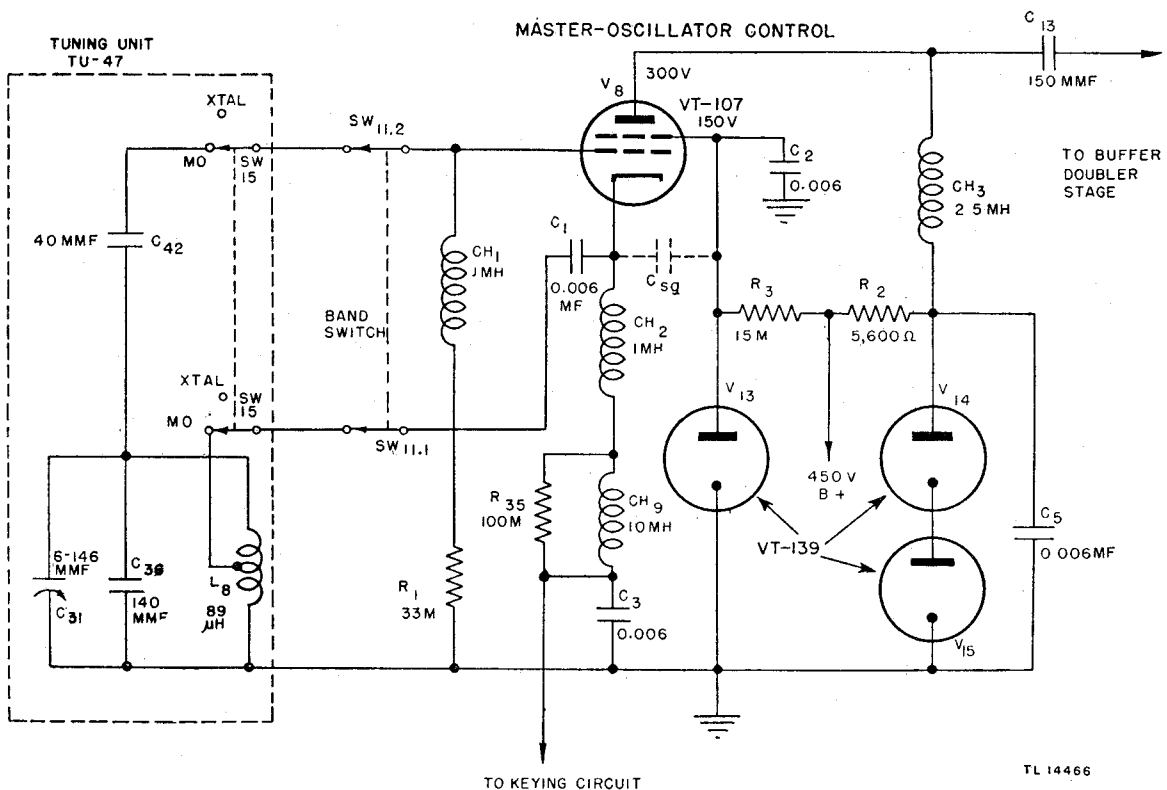 MASTER-OSCILLATOR CONTROL
TUNING UNIT
TU-47
C13
150 MMF
XTAL
MO
SW
15
SW11.2
V8
300V
VT-107
150V
C2
0.006
TO BUFFER
DOUBLER
STAGE
CH3
2 5MH
40 MMF
C42
CH1
1MH
C1
0.006
MF
Csg
BAND
SWITCH
CH2
1MH
R3
15 M
R2
5,600 Ω
XTAL
MO
SW
15
SW11.1
V13
V14
450 V
B +
R35
100M
CH9
10MH
VT-139
C5
0.006MF
6-146
MMF
C31
C36
140
MMF
L8
89
µH
R1
33M
C3
0.006
V15
TO KEYING CIRCUIT
TL 14466